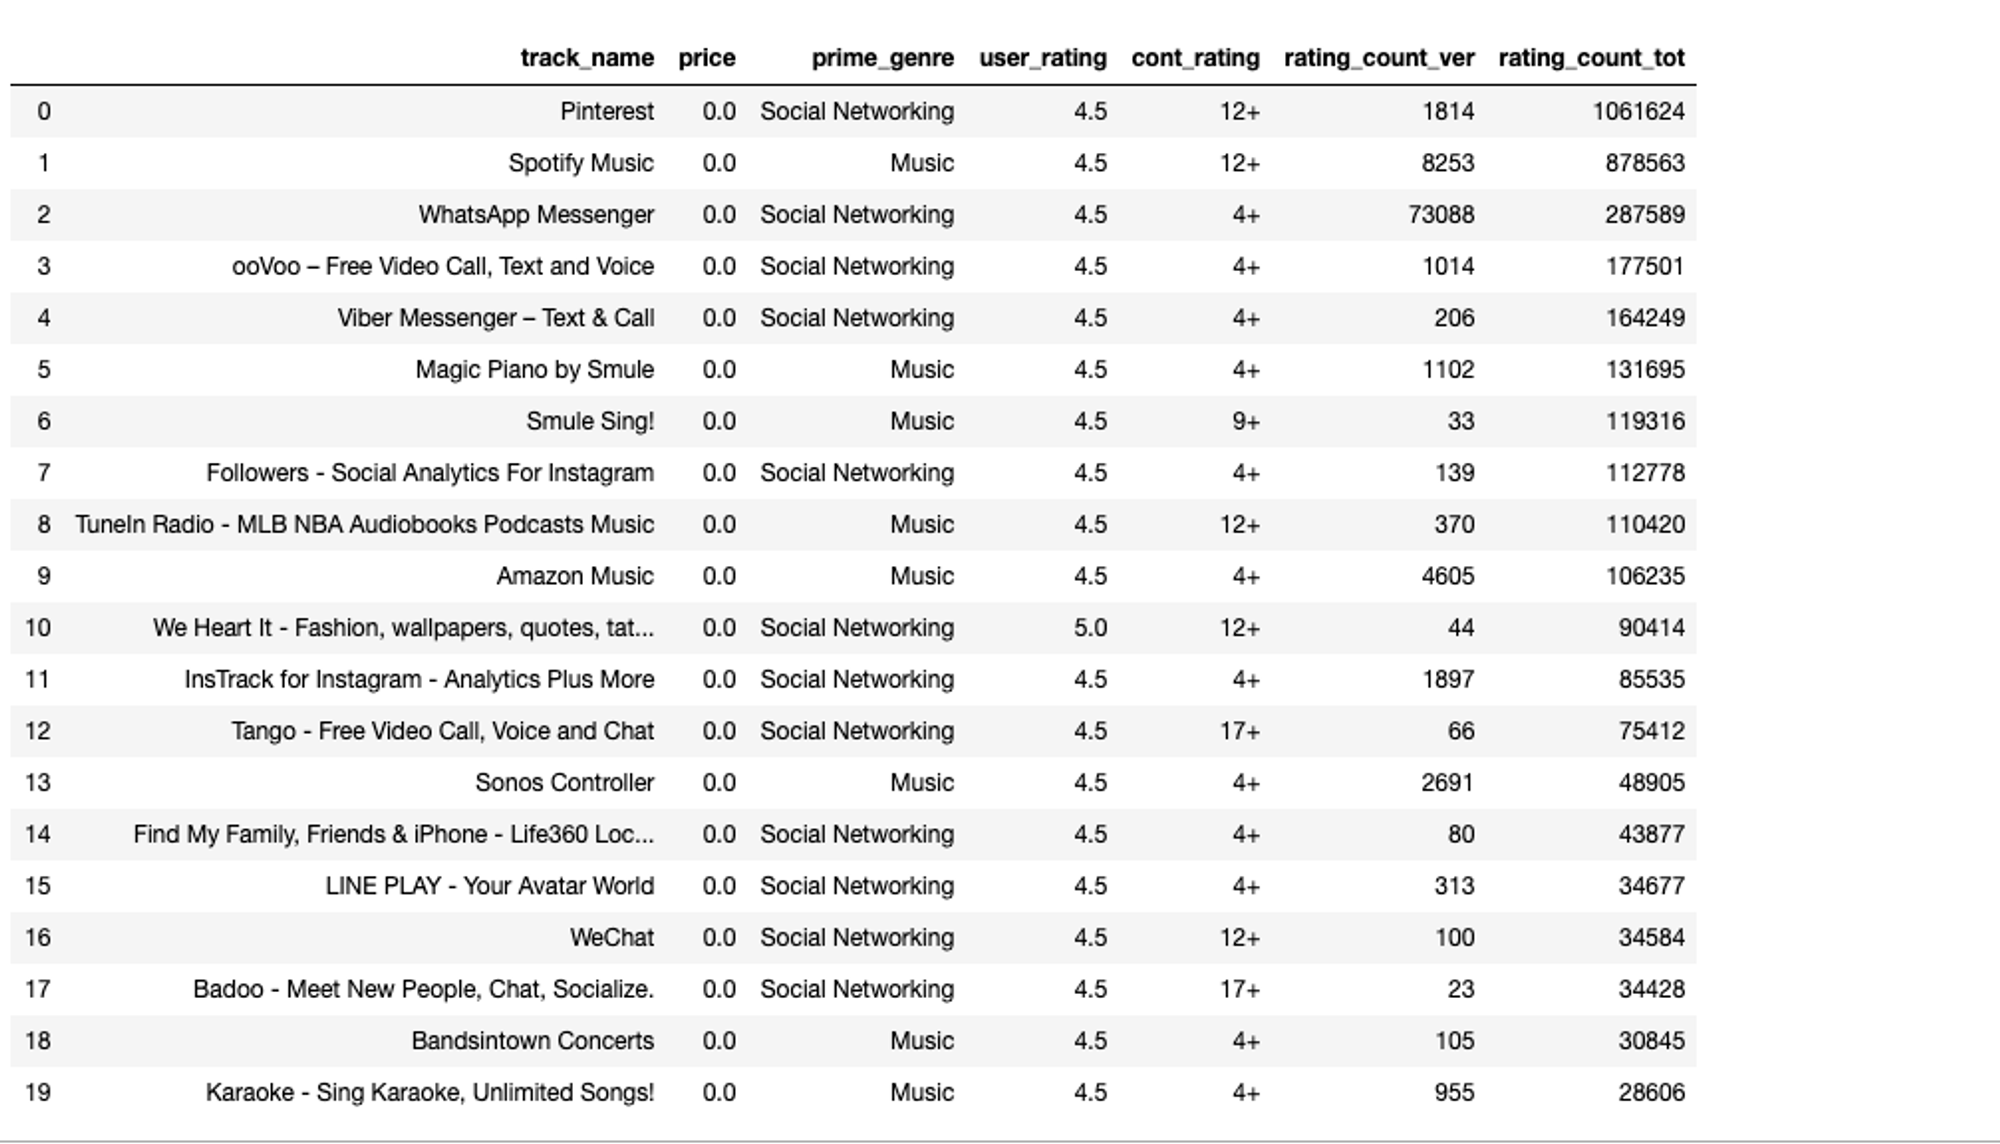 track_name price prime_genre user_rating cont_rating rating_count_ver rating_count_tot
0 Pinterest 0.0 Social Networking 4.5 12+ 1814 1061624
1 Spotify Music 0.0 Music 4.5 12+ 8253 878563
2 WhatsApp Messenger 0.0 Social Networking 4.5 4+ 73088 287589
3 ooVoo – Free Video Call, Text and Voice 0.0 Social Networking 4.5 4+ 1014 177501
4 Viber Messenger – Text & Call 0.0 Social Networking 4.5 4+ 206 164249
5 Magic Piano by Smule 0.0 Music 4.5 4+ 1102 131695
6 Smule Sing! 0.0 Music 4.5 9+ 33 119316
7 Followers - Social Analytics For Instagram 0.0 Social Networking 4.5 4+ 139 112778
8 TuneIn Radio - MLB NBA Audiobooks Podcasts Music 0.0 Music 4.5 12+ 370 110420
9 Amazon Music 0.0 Music 4.5 4+ 4605 106235
10 We Heart It - Fashion, wallpapers, quotes, tat... 0.0 Social Networking 5.0 12+ 44 90414
11 InsTrack for Instagram - Analytics Plus More 0.0 Social Networking 4.5 4+ 1897 85535
12 Tango - Free Video Call, Voice and Chat 0.0 Social Networking 4.5 17+ 66 75412
13 Sonos Controller 0.0 Music 4.5 4+ 2691 48905
14 Find My Family, Friends & iPhone - Life360 Loc... 0.0 Social Networking 4.5 4+ 80 43877
15 LINE PLAY - Your Avatar World 0.0 Social Networking 4.5 4+ 313 34677
16 WeChat 0.0 Social Networking 4.5 12+ 100 34584
17 Badoo - Meet New People, Chat, Socialize. 0.0 Social Networking 4.5 17+ 23 34428
18 Bandsintown Concerts 0.0 Music 4.5 4+ 105 30845
19 Karaoke - Sing Karaoke, Unlimited Songs! 0.0 Music 4.5 4+ 955 28606